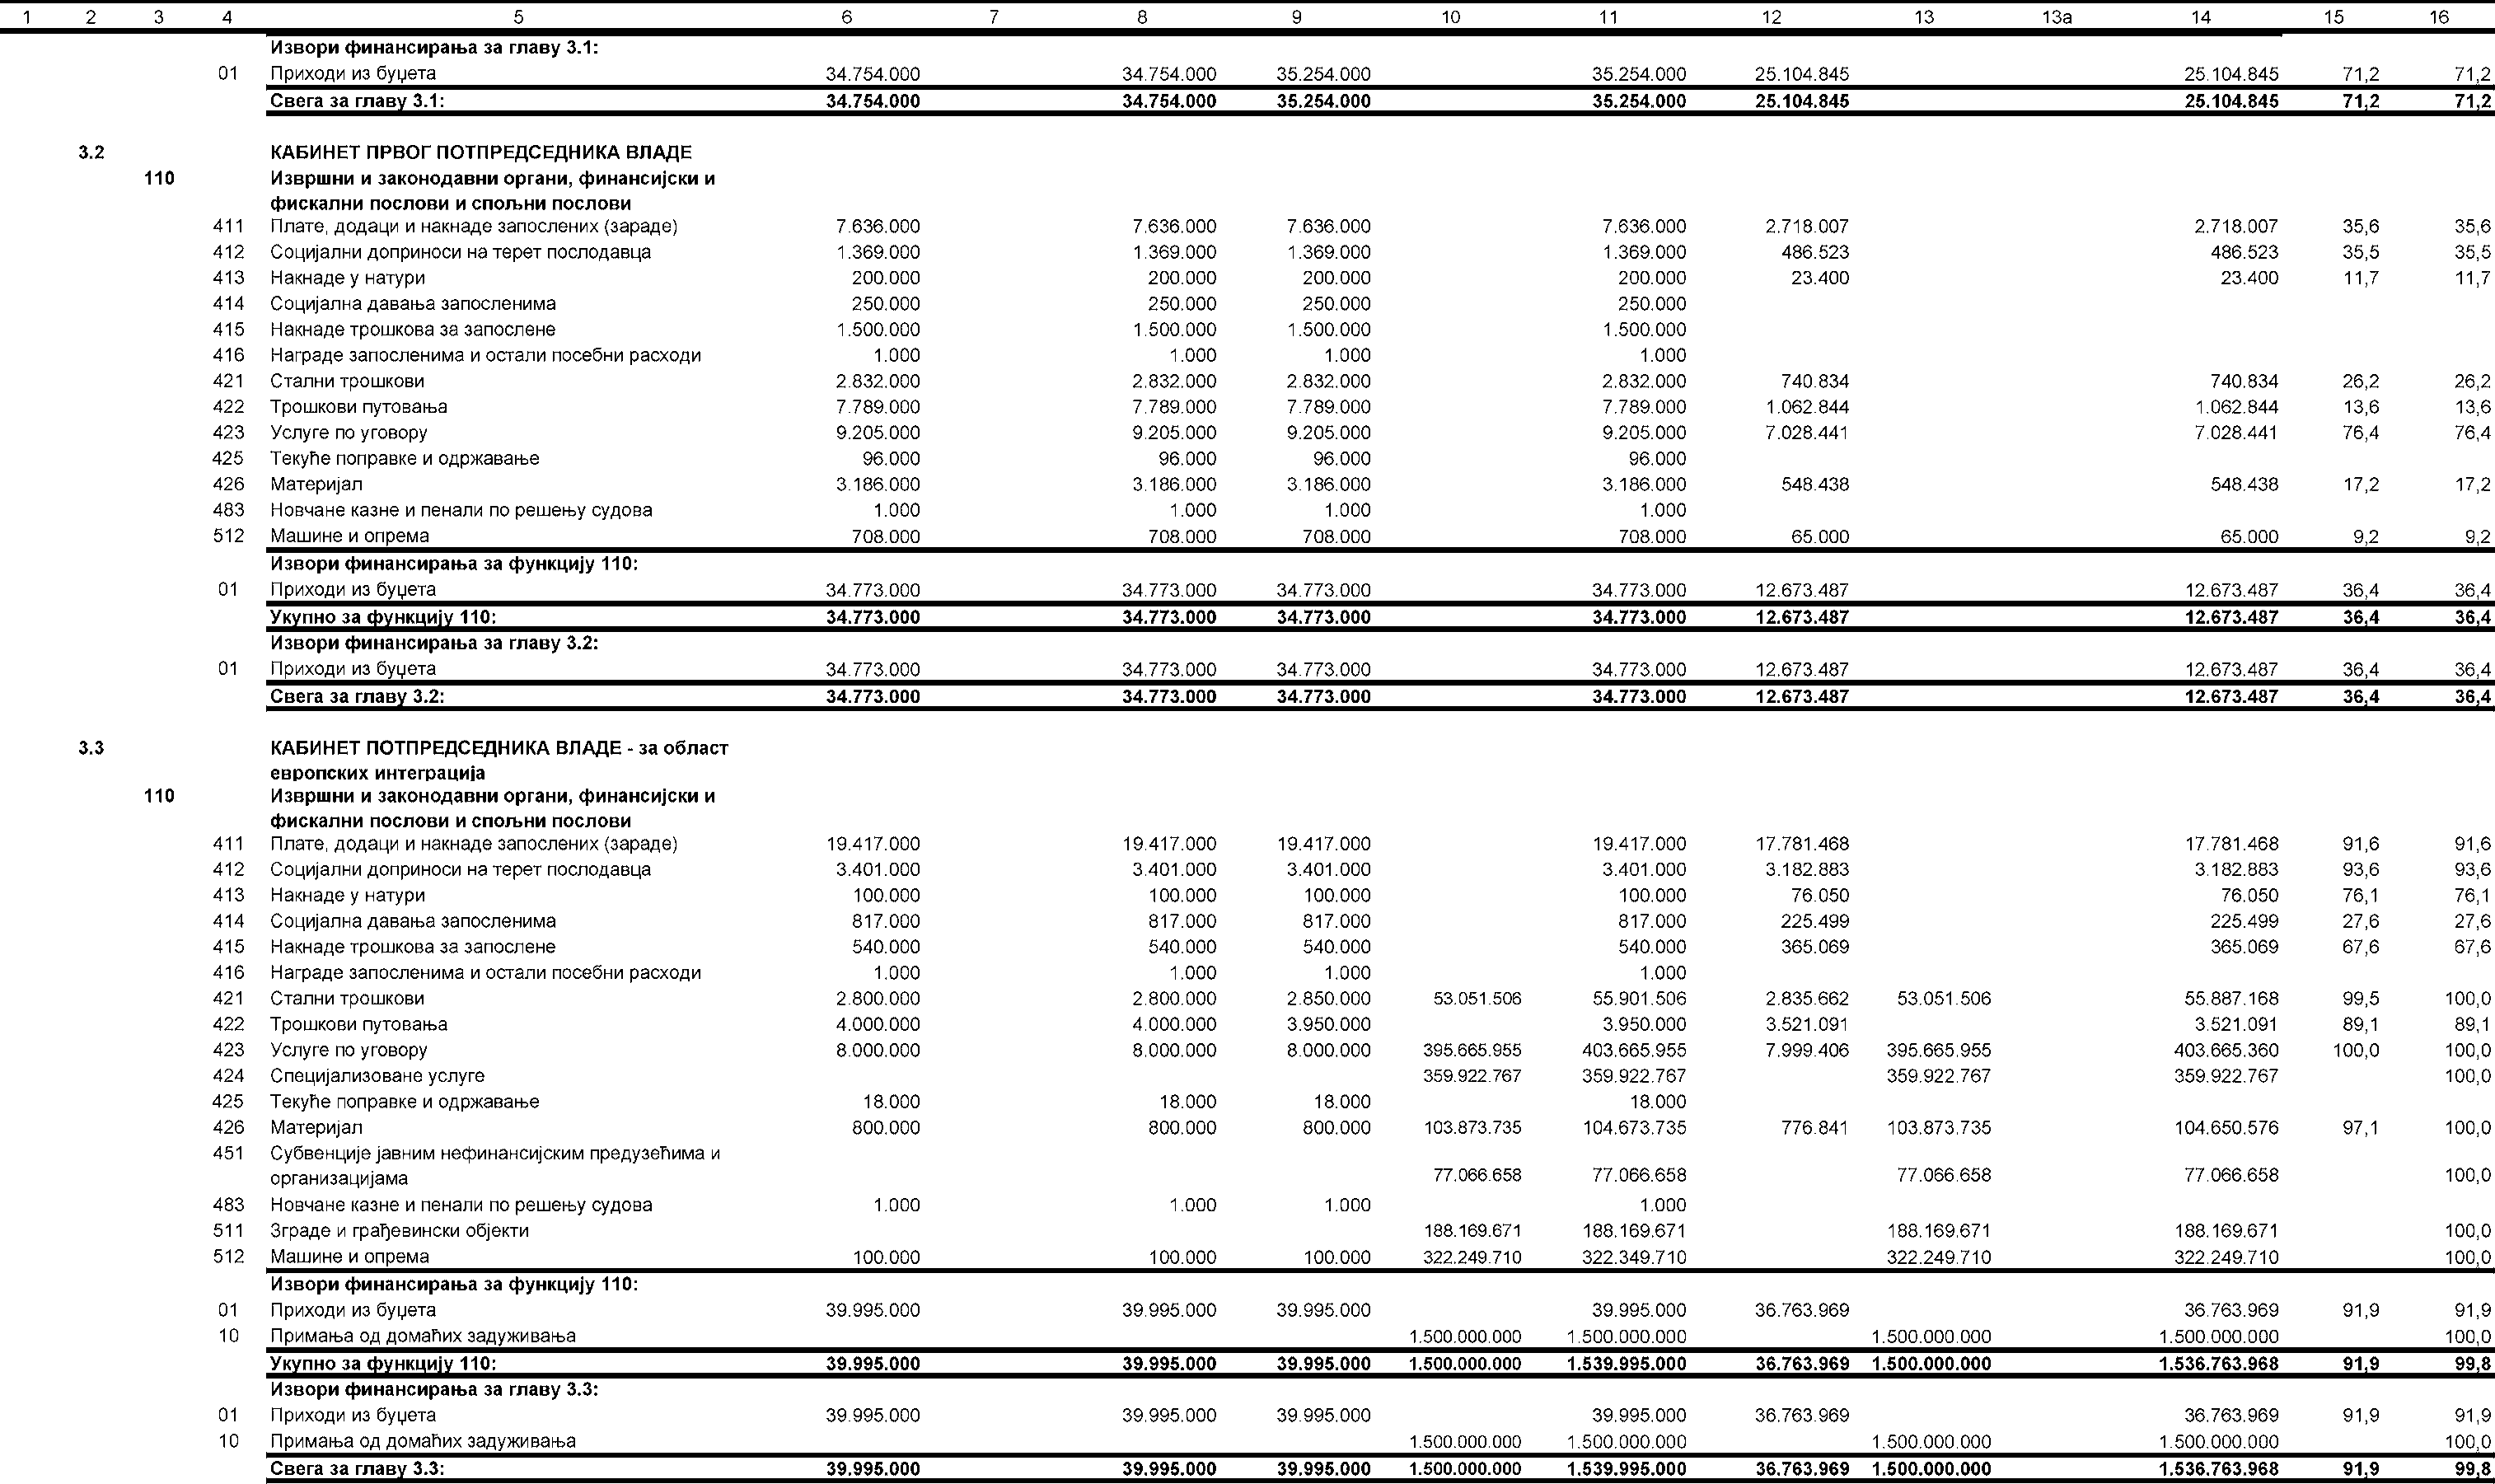 1 2 3 4 5 6 7 8 9 10 11 12 13 13a 14 15 16
Извори финансирања за главу 3.1:
01 Приходи из буџета 34.754.000 34.754.000 35.254.000 35.254.000 25.104.845 25.104.845 71,2 71,2
Свега за главу 3.1: 34.754.000 34.754.000 35.254.000 35.254.000 25.104.845 25.104.845 71,2 71,2
3.2 КАБИНЕТ ПРВОГ ПОТПРЕДСЕДНИКА ВЛАДЕ
110 Извршни и законодавни органи, финансијски и
фискални послови и спољни послови
411 Плате, додаци и накнаде запослених (зараде) 7.636.000 7.636.000 7.636.000 7.636.000 2.718.007 2.718.007 35,6 35,6
412 Социјални доприноси на терет послодавца 1.369.000 1.369.000 1.369.000 1.369.000 486.523 486.523 35,5 35,5
413 Накнаде у натури 200.000 200.000 200.000 200.000 23.400 23.400 11,7 11,7
414 Социјална давања запосленима 250.000 250.000 250.000 250.000
415 Накнаде трошкова за запослене 1.500.000 1.500.000 1.500.000 1.500.000
416 Награде запосленима и остали посебни расходи 1.000 1.000 1.000 1.000
421 Стални трошкови 2.832.000 2.832.000 2.832.000 2.832.000 740.834 740.834 26,2 26,2
422 Трошкови путовања 7.789.000 7.789.000 7.789.000 7.789.000 1.062.844 1.062.844 13,6 13,6
423 Услуге по уговору 9.205.000 9.205.000 9.205.000 9.205.000 7.028.441 7.028.441 76,4 76,4
425 Текуће поправке и одржавање 96.000 96.000 96.000 96.000
426 Материјал 3.186.000 3.186.000 3.186.000 3.186.000 548.438 548.438 17,2 17,2
483 Новчане казне и пенали по решењу судова 1.000 1.000 1.000 1.000
512 Машине и опрема 708.000 708.000 708.000 708.000 65.000 65.000 9,2 9,2
Извори финансирања за функцију 110:
01 Приходи из буџета 34.773.000 34.773.000 34.773.000 34.773.000 12.673.487 12.673.487 36,4 36,4
Укупно за функцију 110: 34.773.000 34.773.000 34.773.000 34.773.000 12.673.487 12.673.487 36,4 36,4
Извори финансирања за главу 3.2:
01 Приходи из буџета 34.773.000 34.773.000 34.773.000 34.773.000 12.673.487 12.673.487 36,4 36,4
Свега за главу 3.2: 34.773.000 34.773.000 34.773.000 34.773.000 12.673.487 12.673.487 36,4 36,4
3.3 КАБИНЕТ ПОТПРЕДСЕДНИКА ВЛАДЕ - за област
европских интеграција
110 Извршни и законодавни органи, финансијски и
фискални послови и спољни послови
411 Плате, додаци и накнаде запослених (зараде) 19.417.000 19.417.000 19.417.000 19.417.000 17.781.468 17.781.468 91,6 91,6
412 Социјални доприноси на терет послодавца 3.401.000 3.401.000 3.401.000 3.401.000 3.182.883 3.182.883 93,6 93,6
413 Накнаде у натури 100.000 100.000 100.000 100.000 76.050 76.050 76,1 76,1
414 Социјална давања запосленима 817.000 817.000 817.000 817.000 225.499 225.499 27,6 27,6
415 Накнаде трошкова за запослене 540.000 540.000 540.000 540.000 365.069 365.069 67,6 67,6
416 Награде запосленима и остали посебни расходи 1.000 1.000 1.000 1.000
421 Стални трошкови 2.800.000 2.800.000 2.850.000 53.051.506 55.901.506 2.835.662 53.051.506 55.887.168 99,5 100,0
422 Трошкови путовања 4.000.000 4.000.000 3.950.000 3.950.000 3.521.091 3.521.091 89,1 89,1
423 Услуге по уговору 8.000.000 8.000.000 8.000.000 395.665.955 403.665.955 7.999.406 395.665.955 403.665.360 100,0 100,0
424 Специјализоване услуге 359.922.767 359.922.767 359.922.767 359.922.767 100,0
425 Текуће поправке и одржавање 18.000 18.000 18.000 18.000
426 Материјал 800.000 800.000 800.000 103.873.735 104.673.735 776.841 103.873.735 104.650.576 97,1 100,0
451 Субвенције јавним нефинансијским предузећима и
организацијама 77.066.658 77.066.658 77.066.658 77.066.658 100,0
483 Новчане казне и пенали по решењу судова 1.000 1.000 1.000 1.000
511 Зграде и грађевински објекти 188.169.671 188.169.671 188.169.671 188.169.671 100,0
512 Машине и опрема 100.000 100.000 100.000 322.249.710 322.349.710 322.249.710 322.249.710 100,0
Извори финансирања за функцију 110:
01 Приходи из буџета 39.995.000 39.995.000 39.995.000 39.995.000 36.763.969 36.763.969 91,9 91,9
10 Примања од домаћих задуживања 1.500.000.000 1.500.000.000 1.500.000.000 1.500.000.000 100,0
Укупно за функцију 110: 39.995.000 39.995.000 39.995.000 1.500.000.000 1.539.995.000 36.763.969 1.500.000.000 1.536.763.968 91,9 99,8
Извори финансирања за главу 3.3:
01 Приходи из буџета 39.995.000 39.995.000 39.995.000 39.995.000 36.763.969 36.763.969 91,9 91,9
10 Примања од домаћих задуживања 1.500.000.000 1.500.000.000 1.500.000.000 1.500.000.000 100,0
Свега за главу 3.3: 39.995.000 39.995.000 39.995.000 1.500.000.000 1.539.995.000 36.763.969 1.500.000.000 1.536.763.968 91,9 99,8